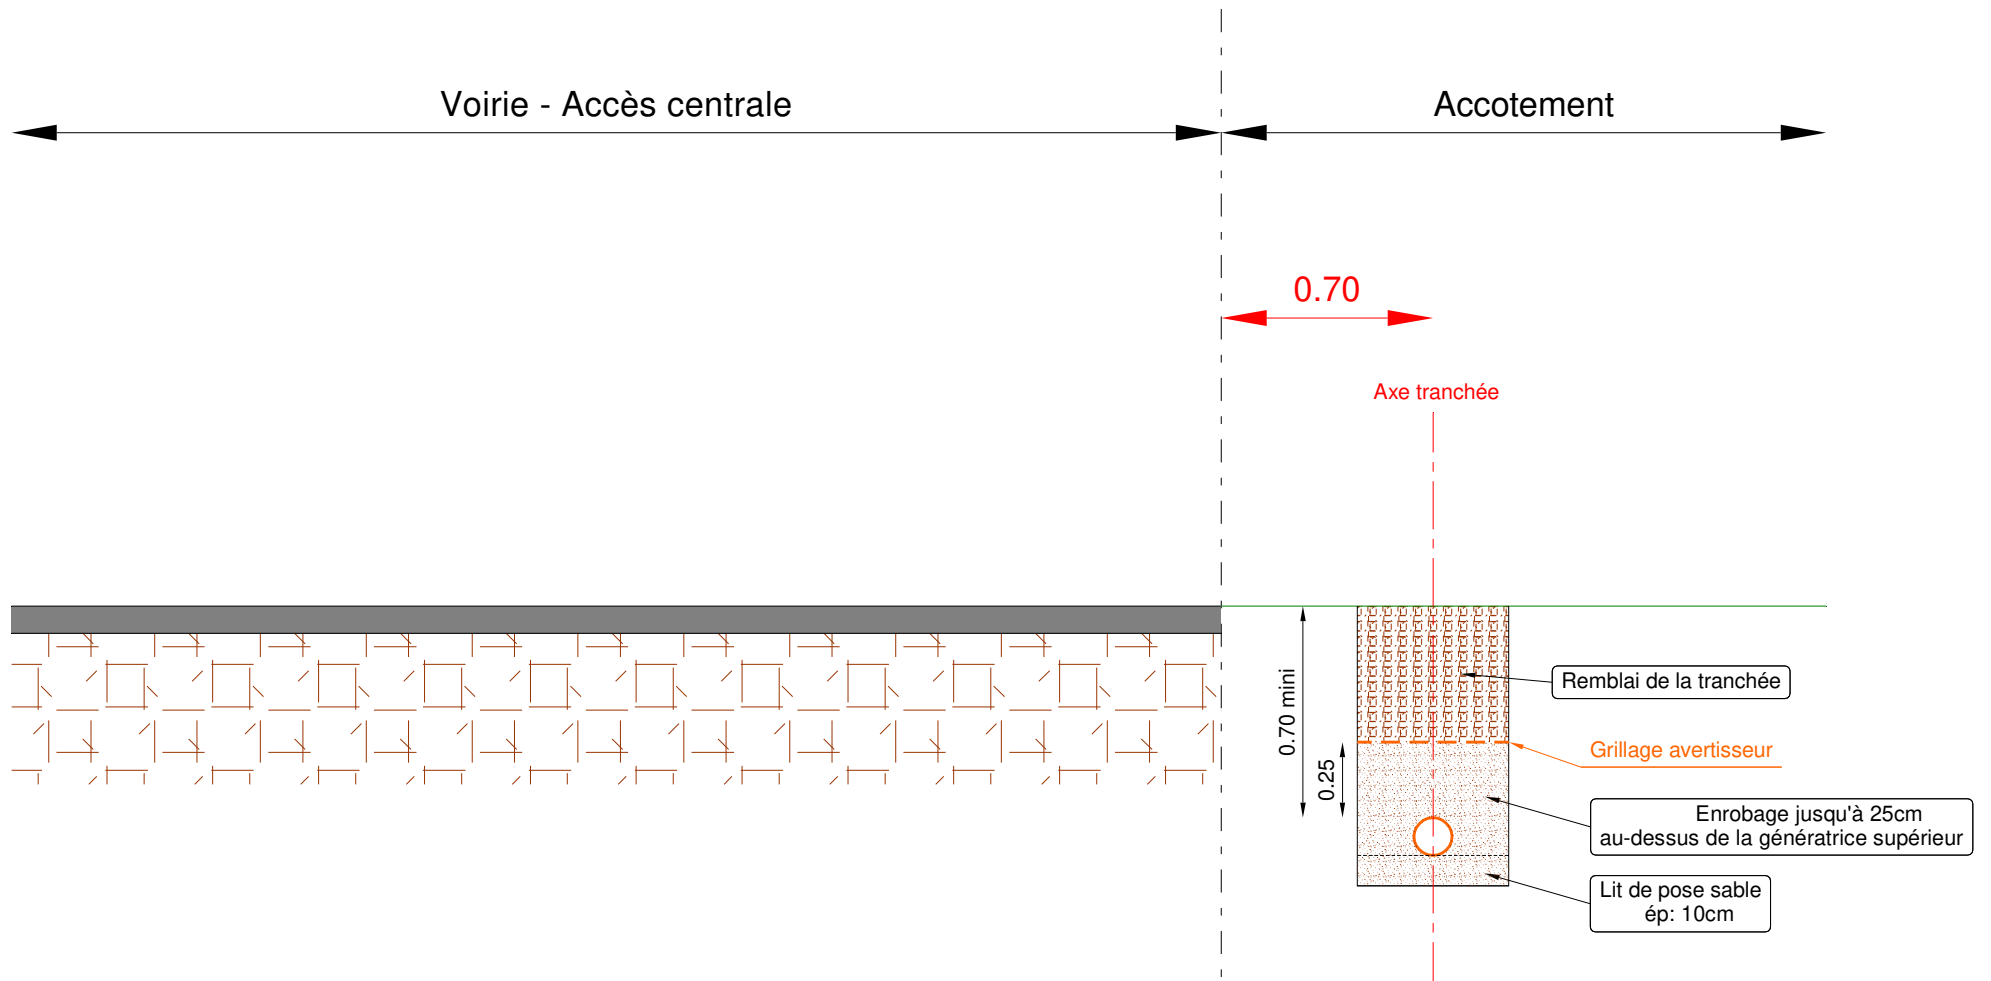 Voirie - Accès centrale
Accotement
0.70
Axe tranchée
0.70 mini
0.25
Remblai de la tranchée
Grillage avertisseur
Enrobage jusqu'à 25cm
au-dessus de la génératrice supérieur
Lit de pose sable
ép: 10cm